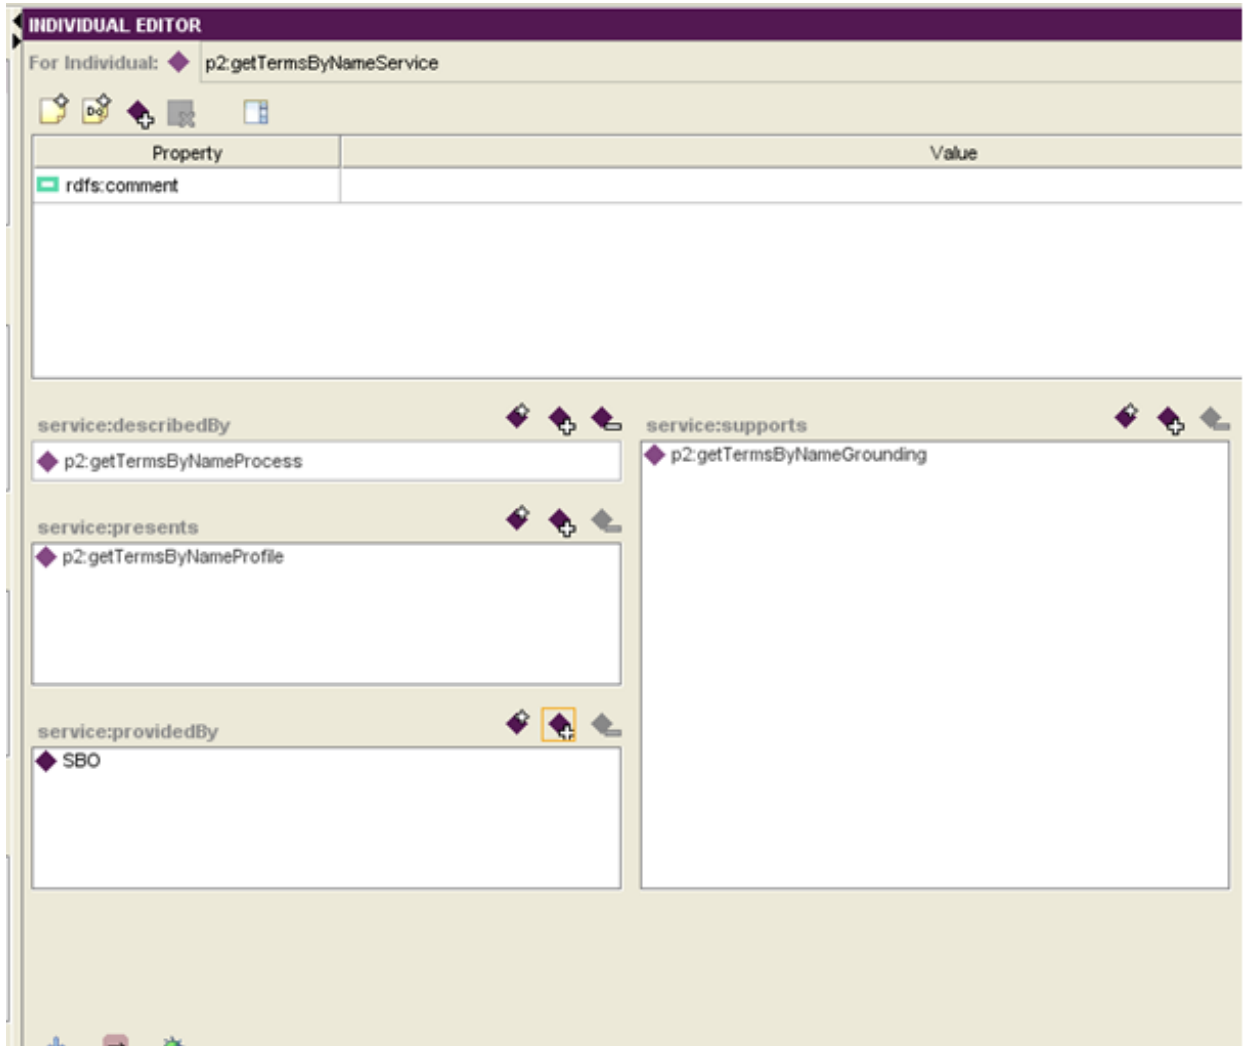 INDIVIDUAL EDITOR
For Individual: p2:getTermsByNameService
Property Value
rdfs:comment
service:describedBy
p2:getTermsByNameProcess
service:supports
p2:getTermsByNameGrounding
service:presents
p2:getTermsByNameProfile
service:providedBy
SBO